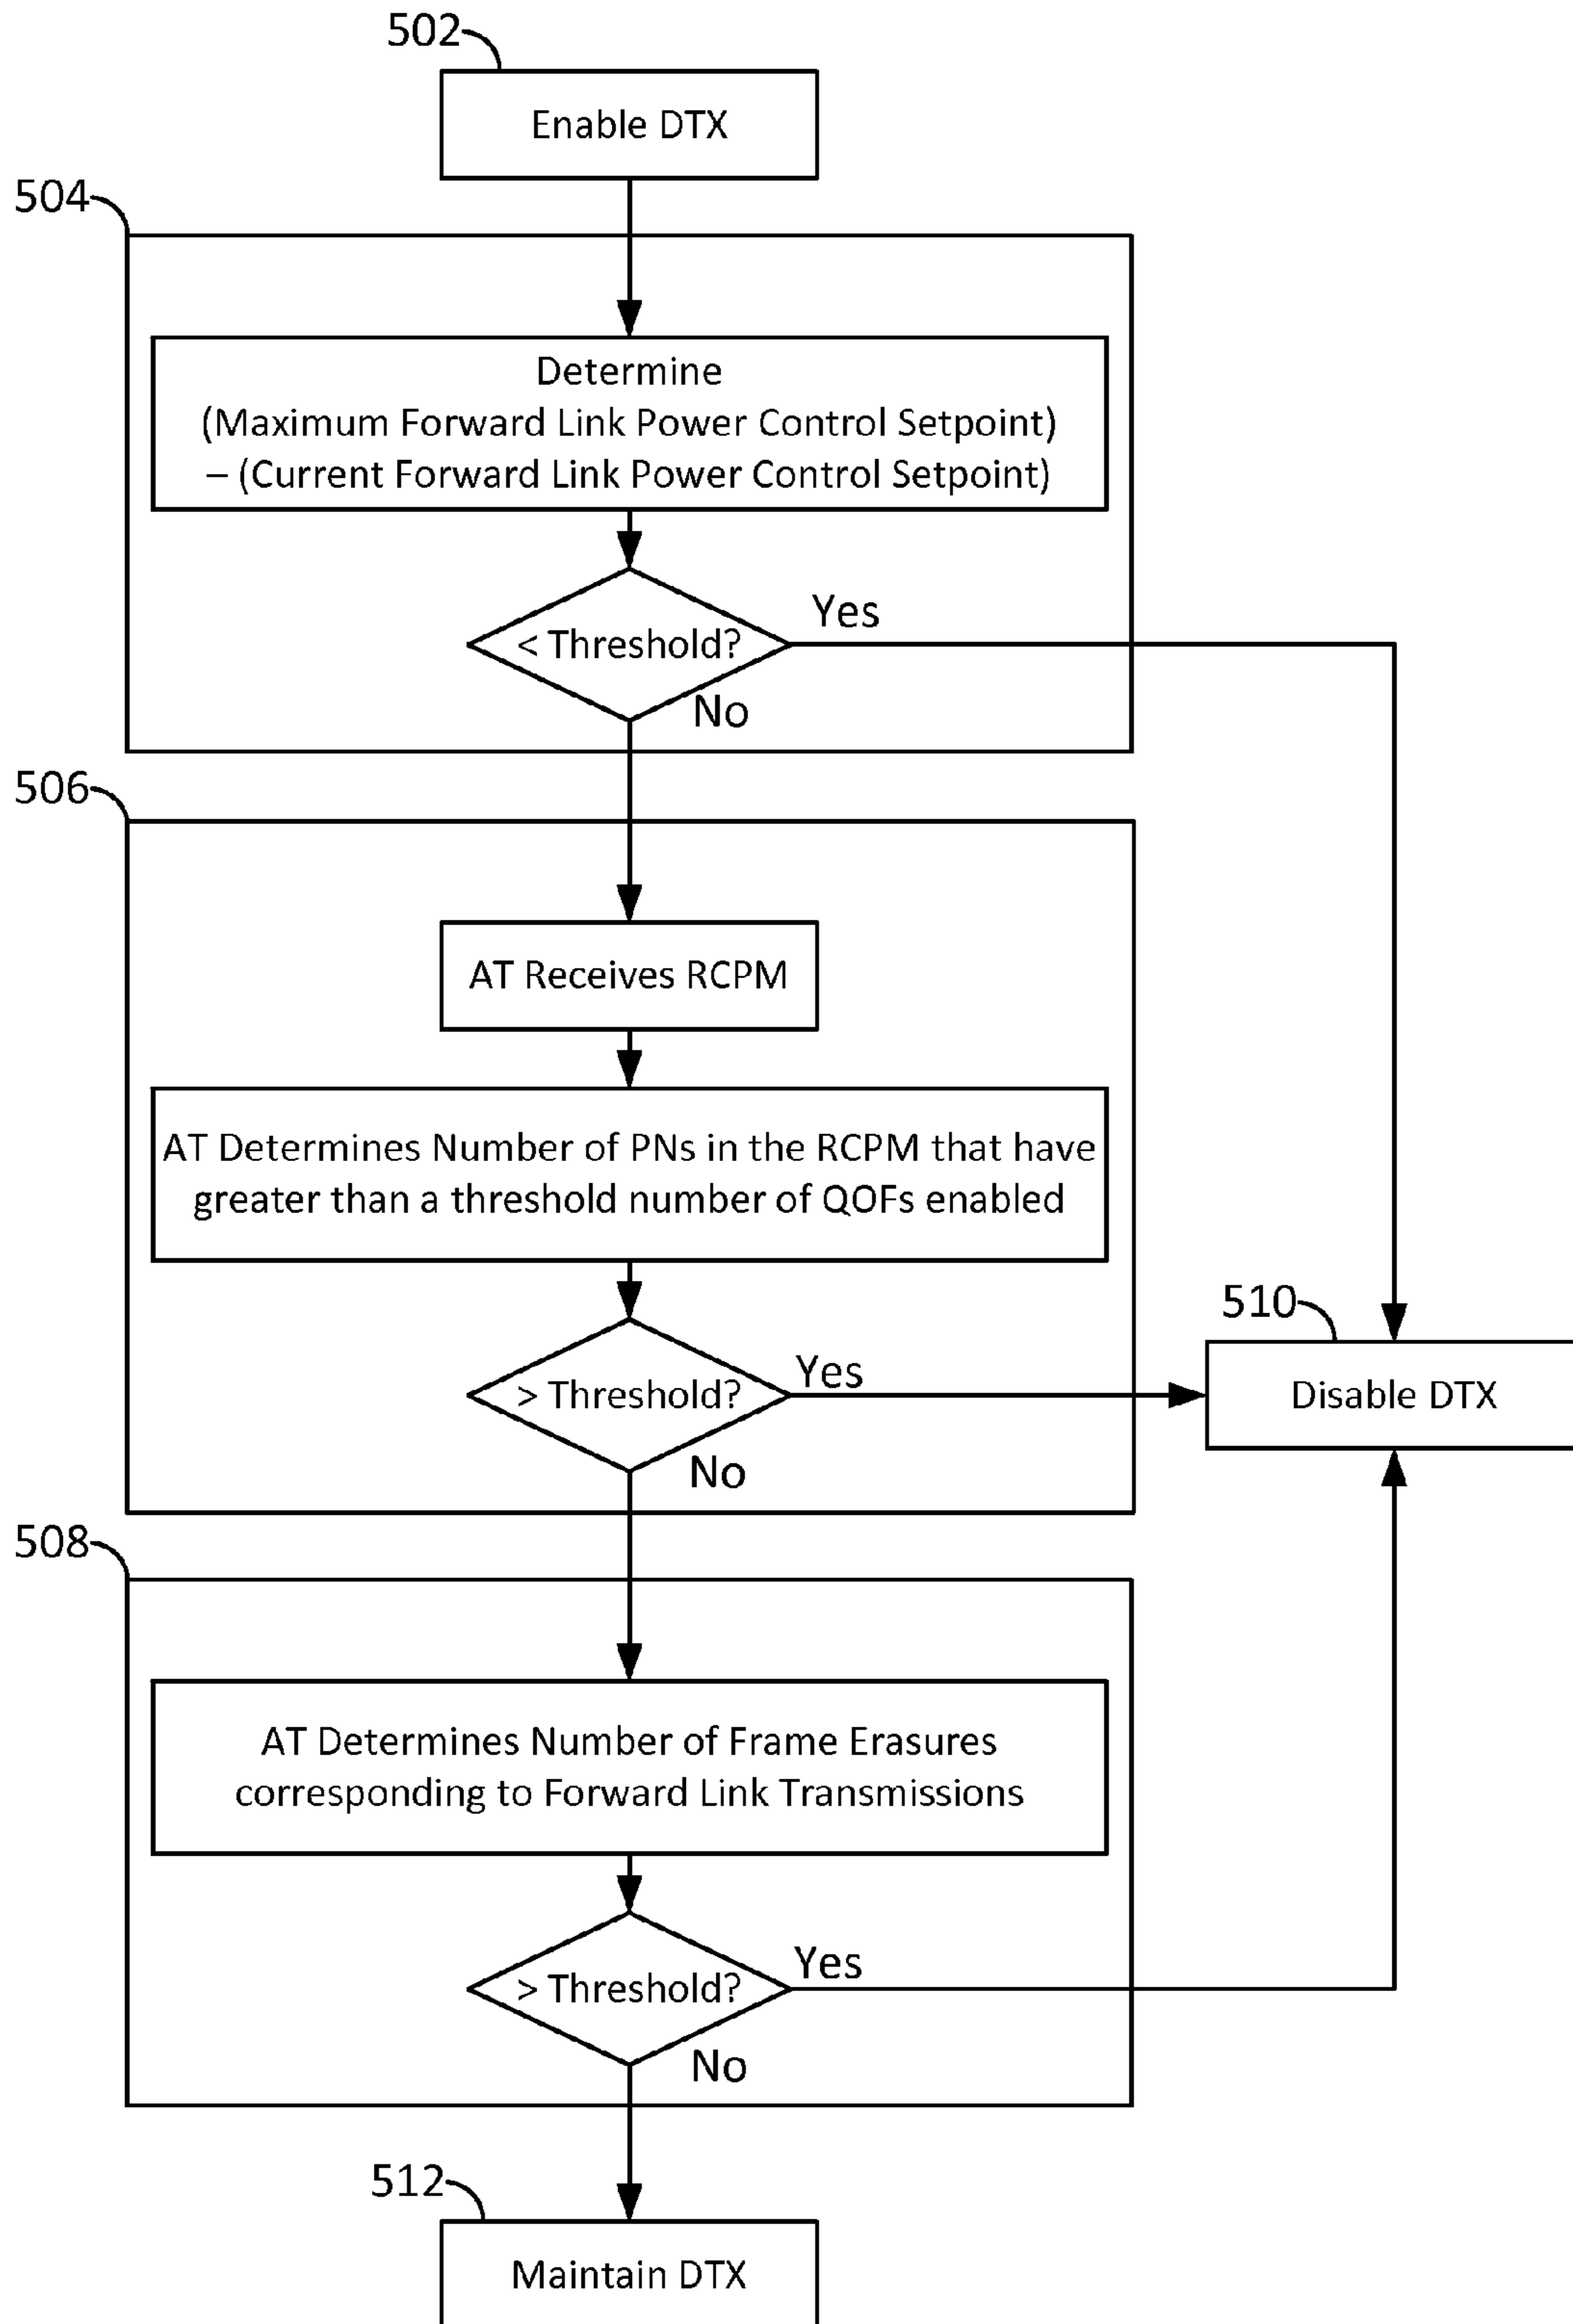 502
Enable DTX
504
Determine
(Maximum Forward Link Power Control Setpoint)
– (Current Forward Link Power Control Setpoint)
< Threshold?
Yes
No
506
AT Receives RCPM
AT Determines Number of PNs in the RCPM that have
greater than a threshold number of QOFs enabled
> Threshold?
Yes
No
510
Disable DTX
508
AT Determines Number of Frame Erasures
corresponding to Forward Link Transmissions
> Threshold?
Yes
No
512
Maintain DTX